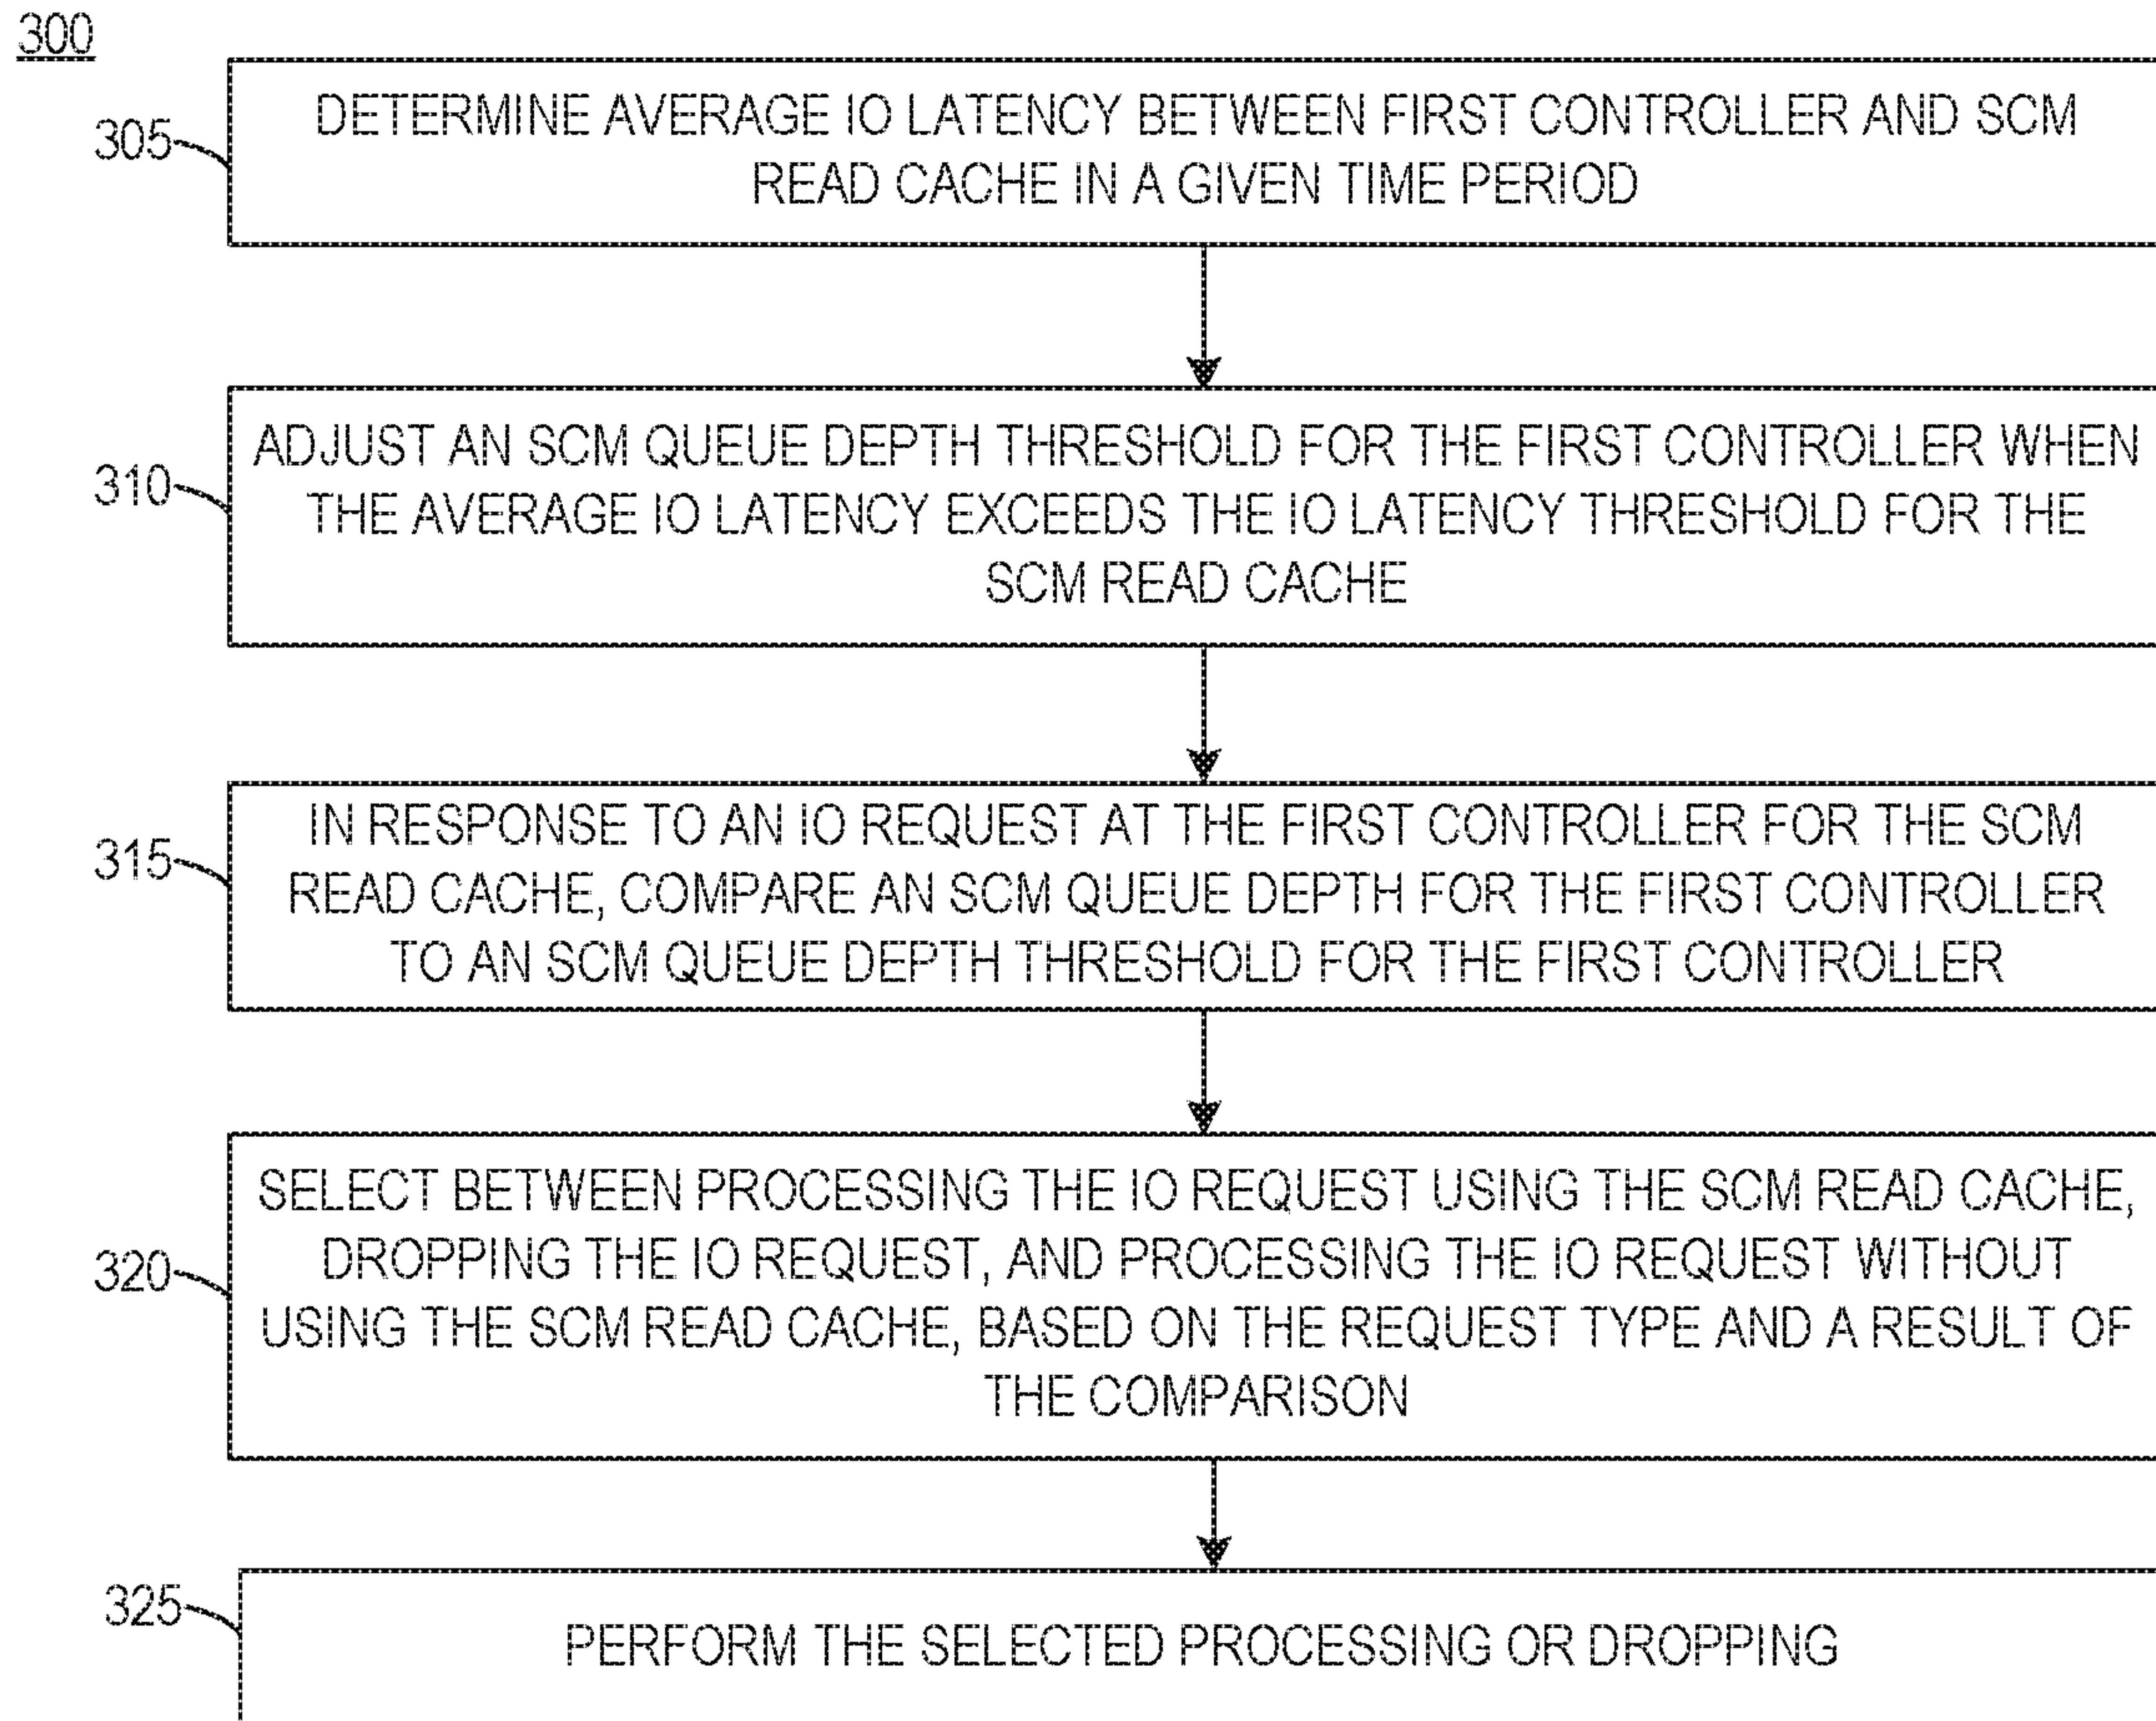 300
305
DETERMINE AVERAGE IO LATENCY BETWEEN FIRST CONTROLLER AND SCM
READ CACHE IN A GIVEN TIME PERIOD
310
ADJUST AN SCM QUEUE DEPTH THRESHOLD FOR THE FIRST CONTROLLER WHEN
THE AVERAGE IO LATENCY EXCEEDS THE IO LATENCY THRESHOLD FOR THE
SCM READ CACHE
315
IN RESPONSE TO AN IO REQUEST AT THE FIRST CONTROLLER FOR THE SCM
READ CACHE, COMPARE AN SCM QUEUE DEPTH FOR THE FIRST CONTROLLER
TO AN SCM QUEUE DEPTH THRESHOLD FOR THE FIRST CONTROLLER
320
SELECT BETWEEN PROCESSING THE IO REQUEST USING THE SCM READ CACHE,
DROPPING THE IO REQUEST, AND PROCESSING THE IO REQUEST WITHOUT
USING THE SCM READ CACHE, BASED ON THE REQUEST TYPE AND A RESULT OF
THE COMPARISON
325
PERFORM THE SELECTED PROCESSING OR DROPPING